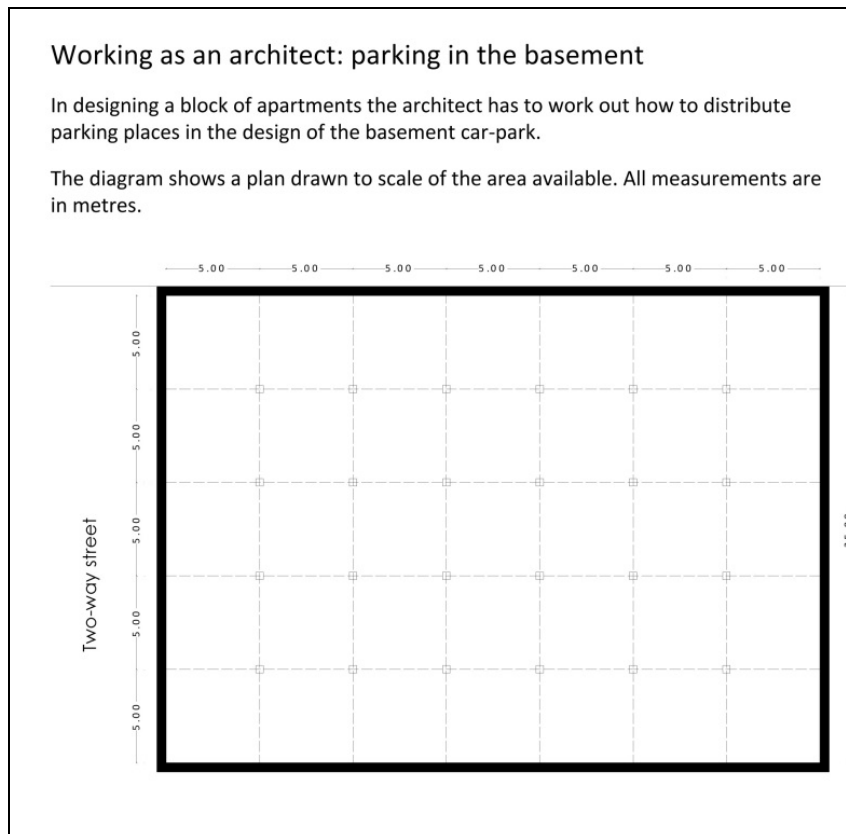 Working as an architect: parking in the basement
In designing a block of apartments the architect has to work out how to distribute
parking places in the design of the basement car-park.
The diagram shows a plan drawn to scale of the area available. All measurements are
in metres.
5.00 5.00 5.00 5.00 5.00 5.00 5.00
5.00
5.00
5.00
5.00
5.00
Two-way street